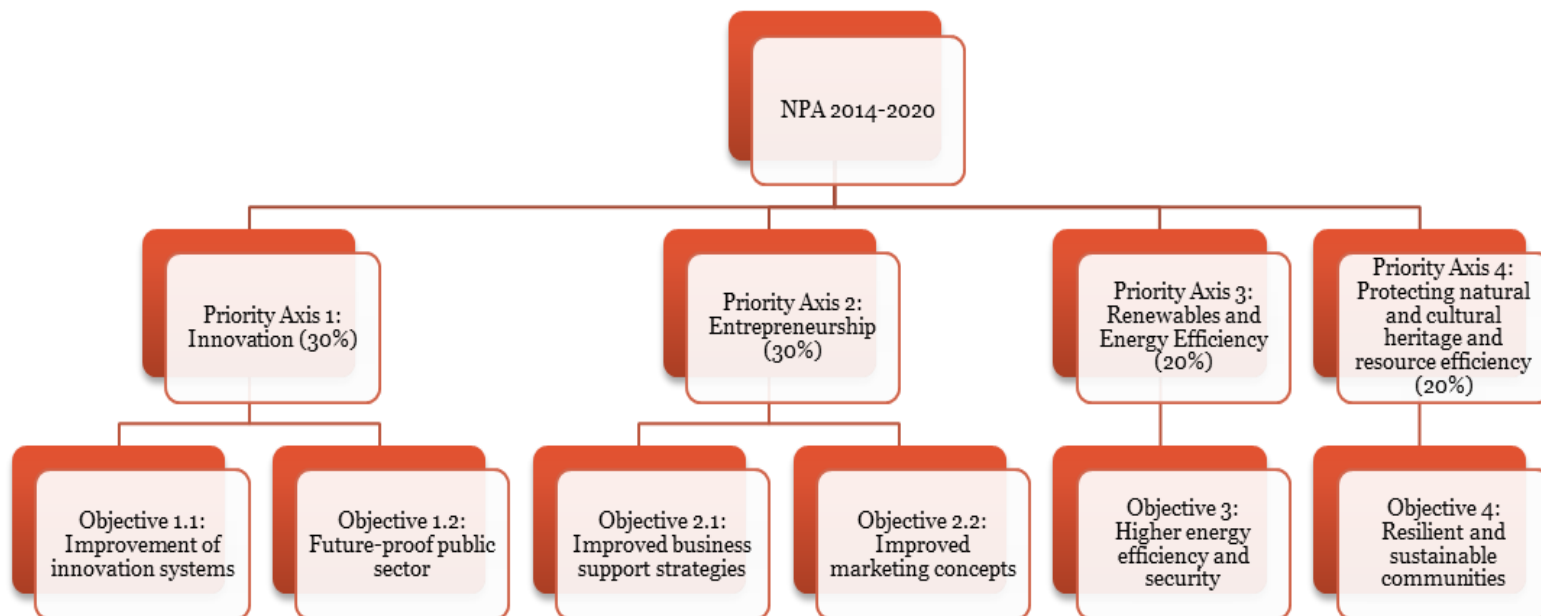 NPA 2014-2020
Priority Axis 1:
Innovation (30%)
Priority Axis 2:
Entrepreneurship
(30%)
Priority Axis 3:
Renewables and
Energy Efficiency
(20%)
Priority Axis 4:
Protecting natural
and cultural
heritage and
resource efficiency
(20%)
Objective 1.1:
Improvement of
innovation systems
Objective 1.2:
Future-proof public
sector
Objective 2.1:
Improved business
support strategies
Objective 2.2:
Improved
marketing concepts
Objective 3:
Higher energy
efficiency and
security
Objective 4:
Resilient and
sustainable
communities